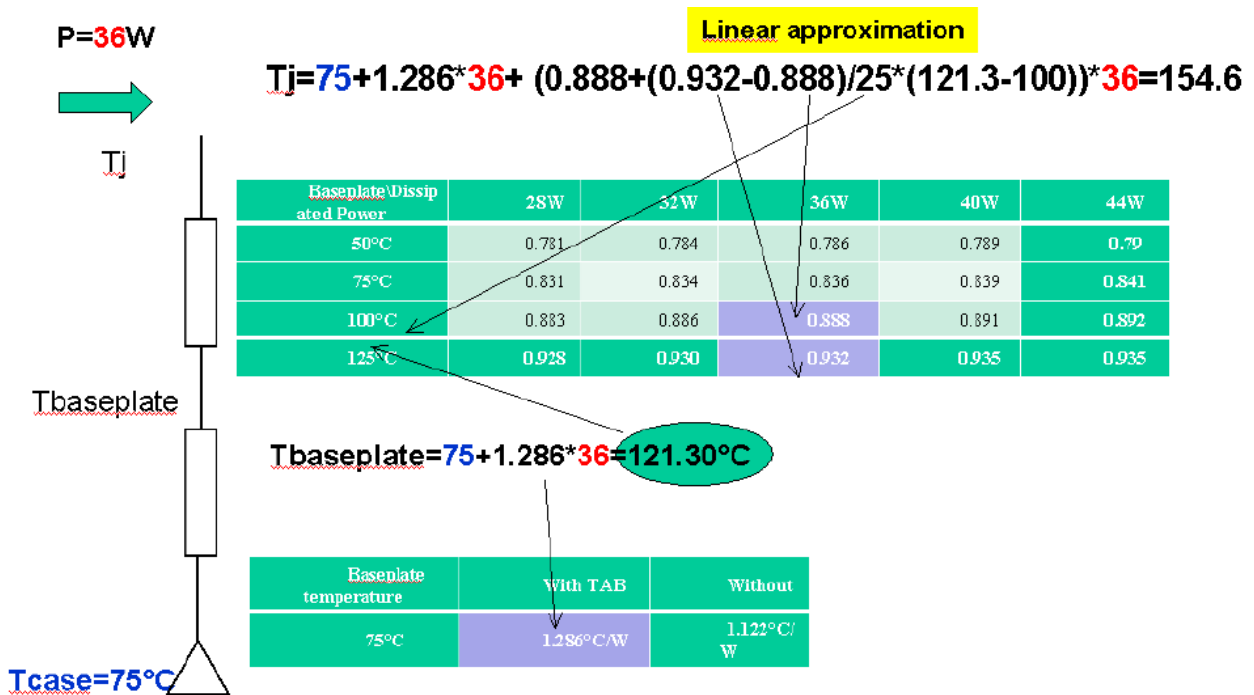 Linear approximation
P=36W
Tj=75+1.286*36+ (0.888+(0.932-0.888)/25*(121.3-100))*36=154.6
Tj
Baseplate\Dissip
ated Power
28W
32W
36W
40W
44W
50°C
0.781
0.784
0.786
0.789
0.79
75°C
0.831
0.834
0.836
0.839
0.841
100°C
0.883
0.886
0.888
0.891
0.892
125°C
0.928
0.930
0.932
0.935
0.935
Tbaseplate
Tbaseplate=75+1.286*36=121.30°C
Baseplate
temperature
With TAB
Without
75°C
1.286°C/W
1.122°C/
W
Tcase=75°C